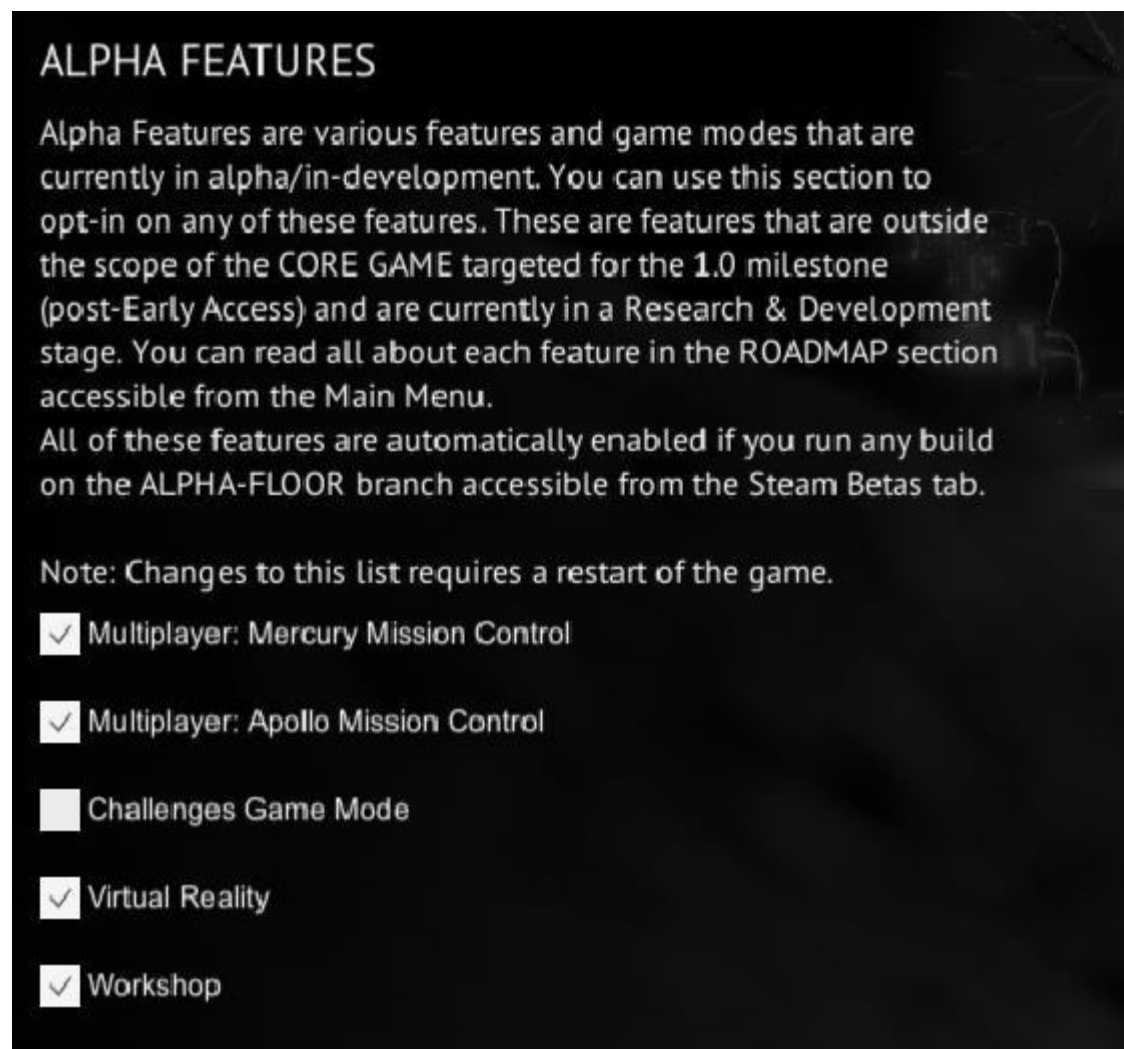 ALPHA FEATURES
Alpha Features are various features and game modes that are
currently in alpha/in-development. You can use this section to
opt-in on any of these features. These are features that are outside
the scope of the CORE GAME targeted for the 1.0 milestone
(post-Early Access) and are currently in a Research & Development
stage. You can read all about each feature in the ROADMAP section
accessible from the Main Menu.
All of these features are automatically enabled if you run any build
on the ALPHA-FLOOR branch accessible from the Steam Betas tab.
Note: Changes to this list requires a restart of the game.
Multiplayer: Mercury Mission Control
Multiplayer: Apollo Mission Control
Challenges Game Mode
Virtual Reality
Workshop